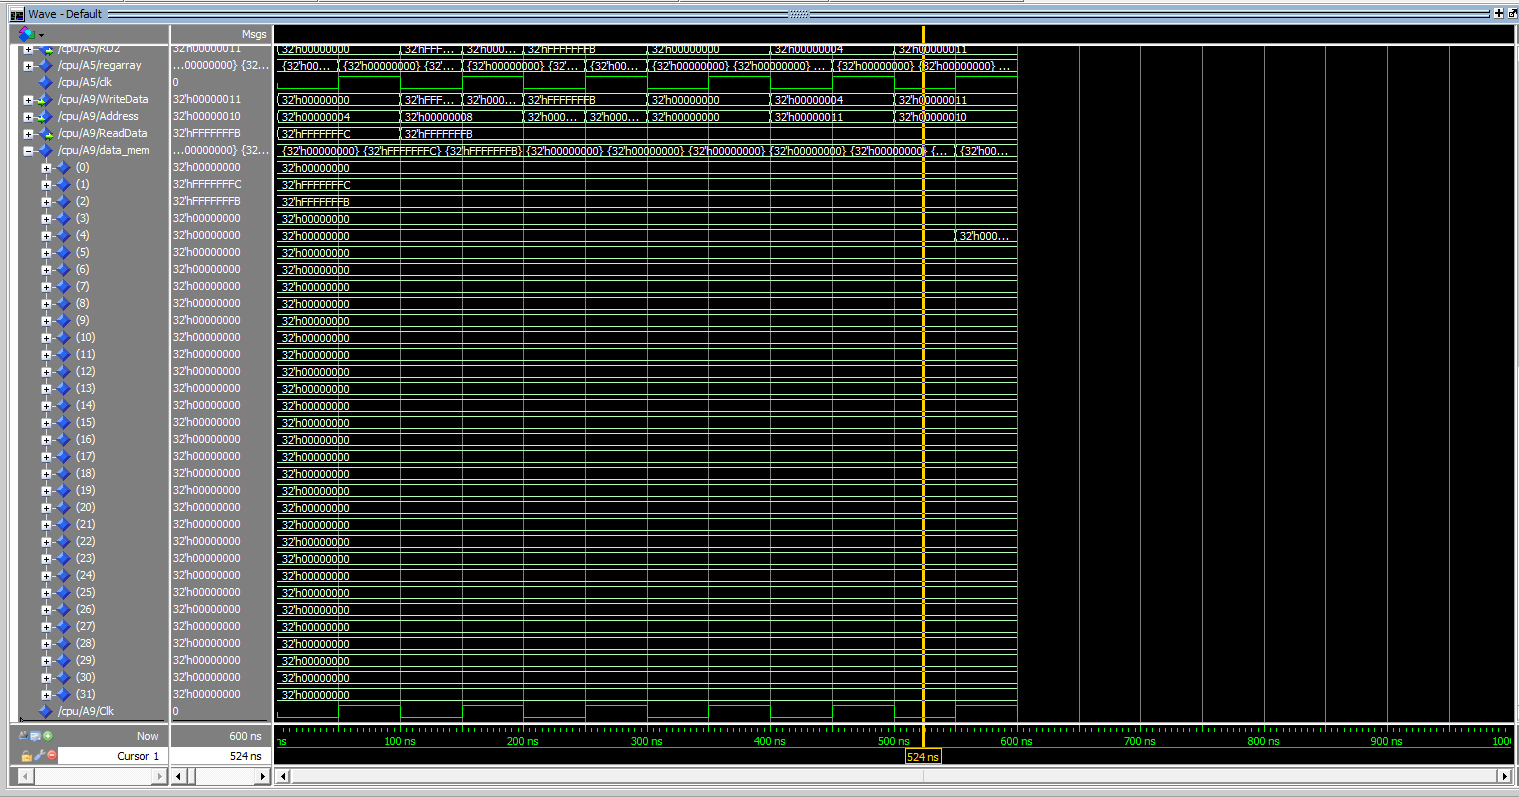 Wave - Default
Msgs
/cpu/A5/RD2 32'h00000011 32'h00000000 32'hFFF... 32'h000... 32'hFFFFFFFB 32'h00000000 32'h00000004 32'h00000011
/cpu/A5/regarray ...00000000} {32... {32'h00... {32'h00000000} {32'... {32'h00000000} {32'... {32'h00... {32'h00000000} {32'h00000000} ... {32'h00000000} {32'h00000000} ...
/cpu/A5/clk 0
/cpu/A9/WriteData 32'h00000011 32'h00000000 32'hFFF... 32'h000... 32'hFFFFFFFB 32'h00000000 32'h00000004 32'h00000011
/cpu/A9/Address 32'h00000010 32'h00000004 32'h00000008 32'h000... 32'h000... 32'h00000000 32'h00000011 32'h00000010
/cpu/A9/ReadData 32'hFFFFFFFB 32'hFFFFFFFC 32'hFFFFFFFB
/cpu/A9/data_mem ...00000000} {32... {32'h00000000} {32'hFFFFFFFC} {32'hFFFFFFFB} {32'h00000000} {32'h00000000} {32'h00000000} {32'h00000000} {32'h00000000} {... {32'h00...
(0) 32'h00000000 32'h00000000
(1) 32'hFFFFFFFC 32'hFFFFFFFC
(2) 32'hFFFFFFFB 32'hFFFFFFFB
(3) 32'h00000000 32'h00000000
(4) 32'h00000000 32'h00000000 32'h000...
(5) 32'h00000000 32'h00000000
(6) 32'h00000000 32'h00000000
(7) 32'h00000000 32'h00000000
(8) 32'h00000000 32'h00000000
(9) 32'h00000000 32'h00000000
(10) 32'h00000000 32'h00000000
(11) 32'h00000000 32'h00000000
(12) 32'h00000000 32'h00000000
(13) 32'h00000000 32'h00000000
(14) 32'h00000000 32'h00000000
(15) 32'h00000000 32'h00000000
(16) 32'h00000000 32'h00000000
(17) 32'h00000000 32'h00000000
(18) 32'h00000000 32'h00000000
(19) 32'h00000000 32'h00000000
(20) 32'h00000000 32'h00000000
(21) 32'h00000000 32'h00000000
(22) 32'h00000000 32'h00000000
(23) 32'h00000000 32'h00000000
(24) 32'h00000000 32'h00000000
(25) 32'h00000000 32'h00000000
(26) 32'h00000000 32'h00000000
(27) 32'h00000000 32'h00000000
(28) 32'h00000000 32'h00000000
(29) 32'h00000000 32'h00000000
(30) 32'h00000000 32'h00000000
(31) 32'h00000000 32'h00000000
/cpu/A9/Clk 0
Now 600 ns ns 100 ns 200 ns 300 ns 400 ns 500 ns 600 ns 700 ns 800 ns 900 ns 1000
Cursor 1 524 ns 524 ns